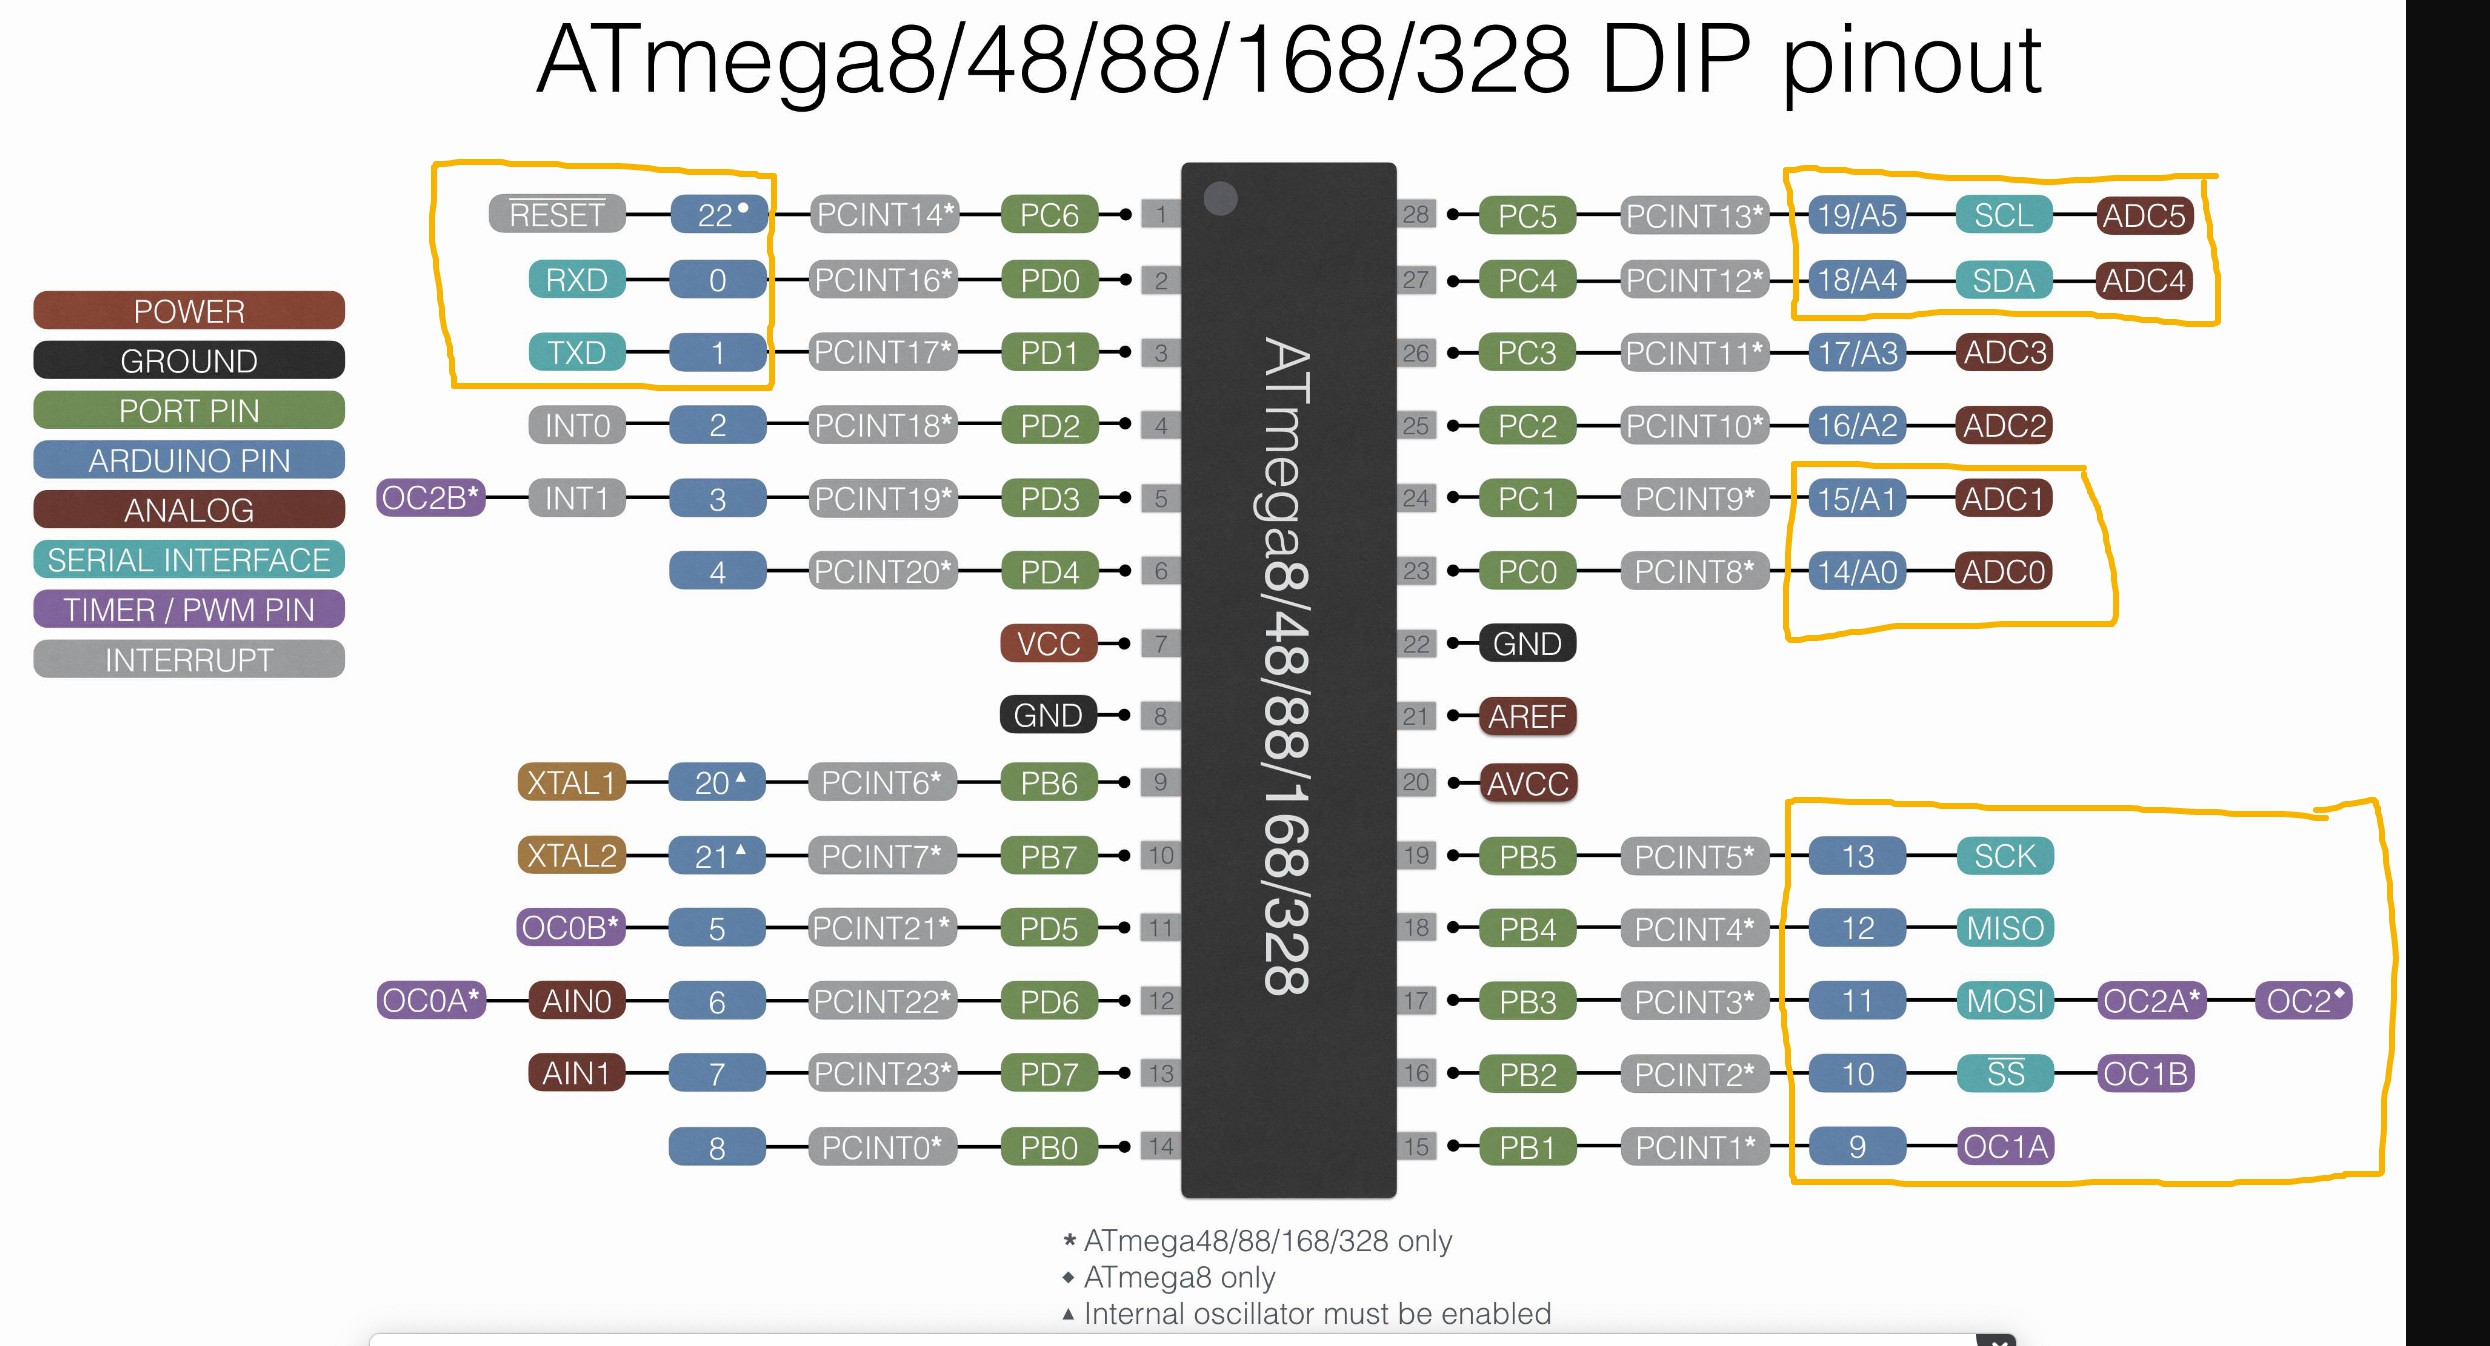 ATmega8/48/88/168/328 DIP pinout
POWER
GROUND
PORT PIN
ARDUINO PIN
ANALOG
SERIAL INTERFACE
TIMER / PWM PIN
INTERRUPT
RESET 22● PCINT14* PC6 1
RXD 0 PCINT16* PD0 2
TXD 1 PCINT17* PD1 3
INT0 2 PCINT18* PD2 4
OC2B* INT1 3 PCINT19* PD3 5
4 PCINT20* PD4 6
VCC 7
GND 8
XTAL1 20▲ PCINT6* PB6 9
XTAL2 21▲ PCINT7* PB7 10
OC0B* 5 PCINT21* PD5 11
OC0A* AIN0 6 PCINT22* PD6 12
AIN1 7 PCINT23* PD7 13
8 PCINT0* PB0 14
ATmega8/48/88/168/328
28 PC5 PCINT13* 19/A5 SCL ADC5
27 PC4 PCINT12* 18/A4 SDA ADC4
26 PC3 PCINT11* 17/A3 ADC3
25 PC2 PCINT10* 16/A2 ADC2
24 PC1 PCINT9* 15/A1 ADC1
23 PC0 PCINT8* 14/A0 ADC0
22 GND
21 AREF
20 AVCC
19 PB5 PCINT5* 13 SCK
18 PB4 PCINT4* 12 MISO
17 PB3 PCINT3* 11 MOSI OC2A* OC2◆
16 PB2 PCINT2* 10 SS OC1B
15 PB1 PCINT1* 9 OC1A
* ATmega48/88/168/328 only
◆ ATmega8 only
▲ Internal oscillator must be enabled